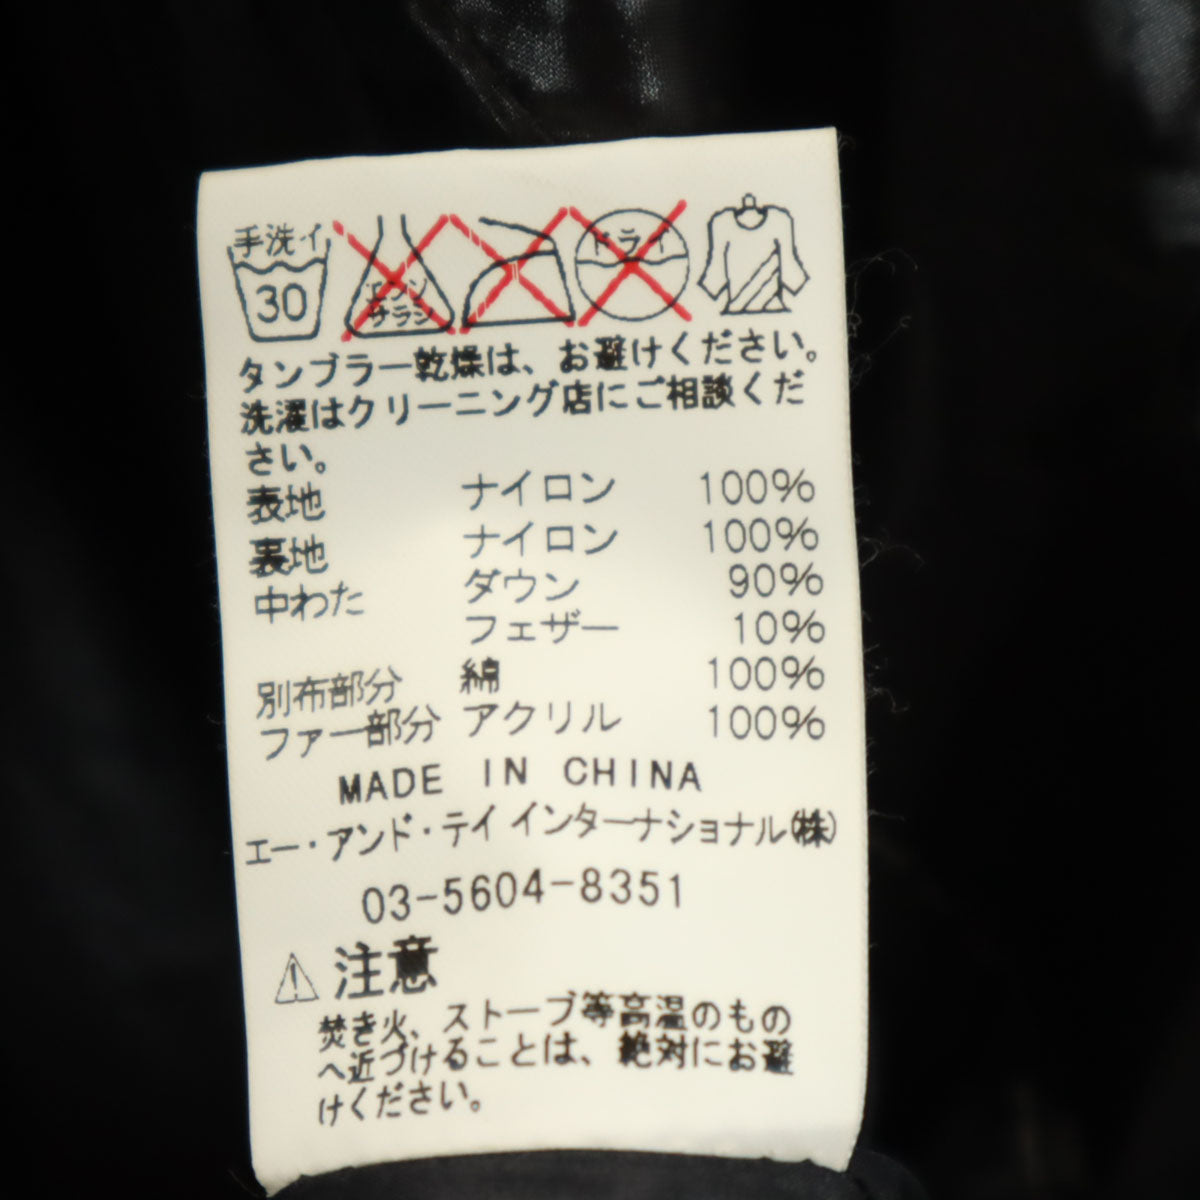 手洗イ 30 エンソ サラシ ドライ
タンブラー乾燥は、お避けください。
洗濯はクリーニング店にご相談くだ
さい。
表地 ナイロン 100%
裏地 ナイロン 100%
中わた ダウン 90%
フェザー 10%
別布部分 綿 100%
ファー部分 アクリル 100%
MADE IN CHINA
エー・アンド・テイ インターナショナル(株)
03-5604-8351
注意
焚き火、ストーブ等高温のもの
へ近づけることは、絶対にお避
けください。